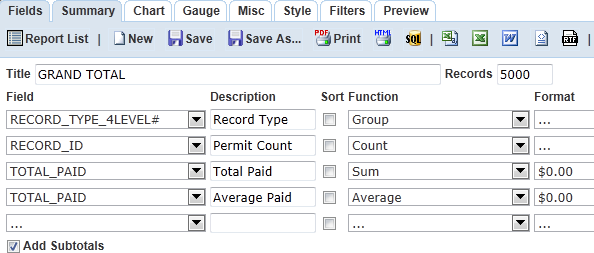 Fields Summary Chart Gauge Misc Style Filters Preview
Report List | New Save Save As... PDF Print HTML SQL | RTF |
Title GRAND TOTAL Records 5000
Field Description Sort Function Format
RECORD_TYPE_4LEVEL# Record Type Group ...
RECORD_ID Permit Count Count ...
TOTAL_PAID Total Paid Sum $0.00
TOTAL_PAID Average Paid Average $0.00
... ... ...
Add Subtotals